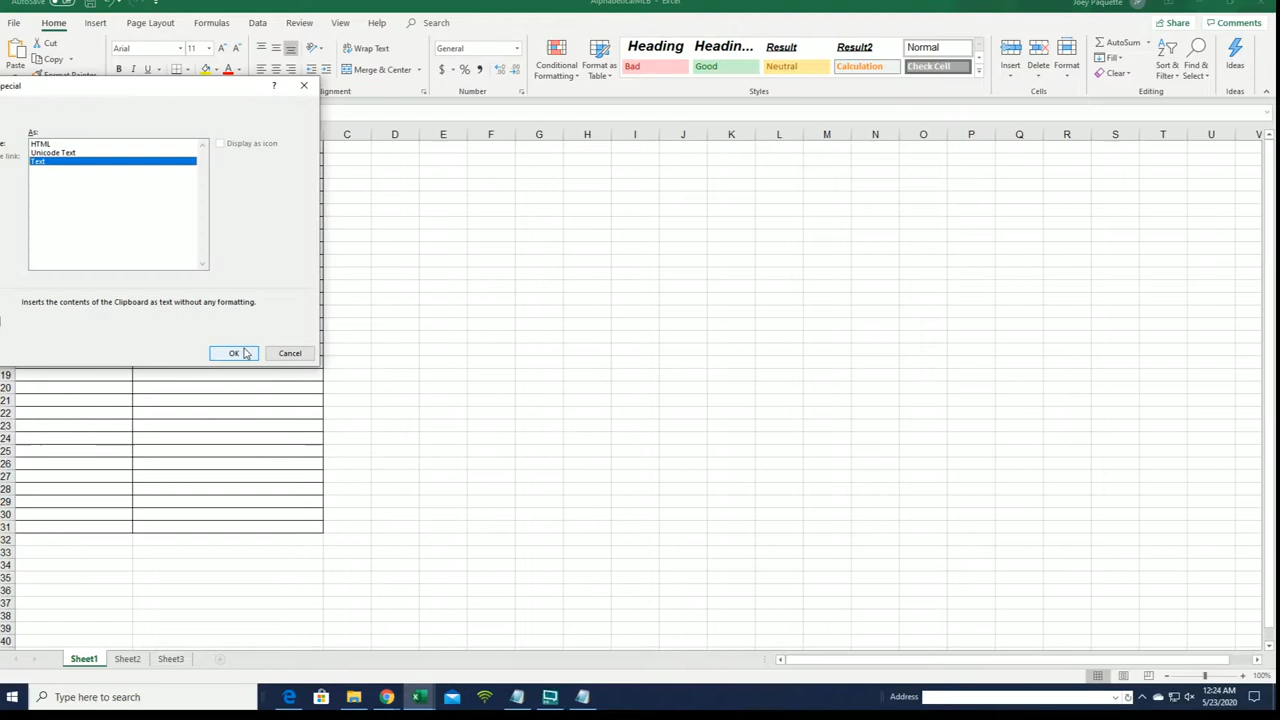 AutoSave Off AlphabeticalMLB - Excel Joey Paquette JP
File Home Insert Page Layout Formulas Data Review View Help Search Share Comments
Paste Cut Arial 11 A A Wrap Text General Heading Headin... Result Result2 Normal AutoSum
Copy Fill
Format Painter B I U Merge & Center $ % Bad Good Neutral Calculation Check Cell Clear
Conditional Formatting Format as Table Insert Delete Format Sort & Filter Find & Select Ideas
Alignment Number Styles Cells Editing Ideas
pecial ? ×
C D E F G H I J K L M N O P Q R S T U V
As:
e:
HTML
Display as icon
e link:
Unicode Text
Text
Inserts the contents of the Clipboard as text without any formatting.
OK Cancel
19
20
21
22
23
24
25
26
27
28
29
30
31
32
33
34
35
36
37
38
39
40
Sheet1 Sheet2 Sheet3
100%
Type here to search
Address
12:24 AM
5/23/2020